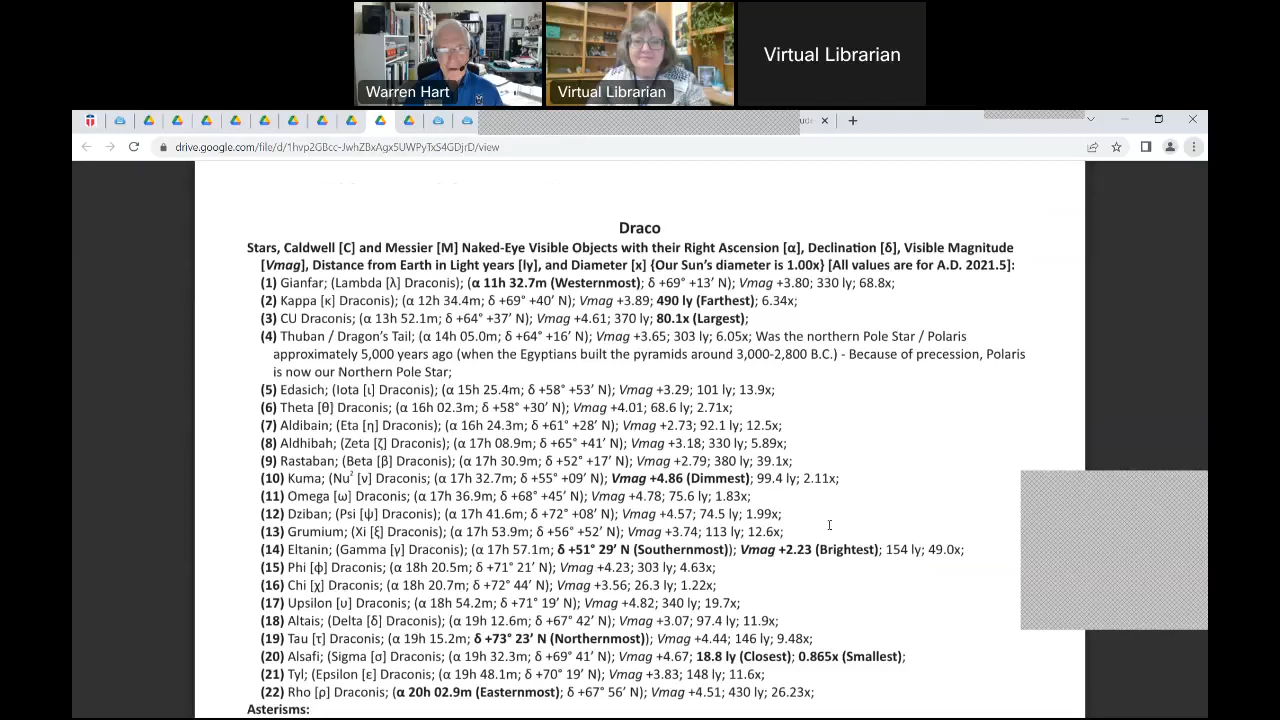 Virtual Librarian
Warren Hart
Virtual Librarian
drive.google.com/file/d/1hvp2GBcc-JwhZBxAgx5UWPyTxS4GDjrD/view
Draco
Stars, Caldwell [C] and Messier [M] Naked-Eye Visible Objects with their Right Ascension [α], Declination [δ], Visible Magnitude
[Vmag], Distance from Earth in Light years [ly], and Diameter [x] {Our Sun's diameter is 1.00x} [All values are for A.D. 2021.5]:
(1) Gianfar; (Lambda [λ] Draconis); (α 11h 32.7m (Westernmost); δ +69° +13′ N); Vmag +3.80; 330 ly; 68.8x;
(2) Kappa [κ] Draconis); (α 12h 34.4m; δ +69° +40′ N); Vmag +3.89; 490 ly (Farthest); 6.34x;
(3) CU Draconis; (α 13h 52.1m; δ +64° +37′ N); Vmag +4.61; 370 ly; 80.1x (Largest);
(4) Thuban / Dragon's Tail; (α 14h 05.0m; δ +64° +16′ N); Vmag +3.65; 303 ly; 6.05x; Was the northern Pole Star / Polaris
approximately 5,000 years ago (when the Egyptians built the pyramids around 3,000-2,800 B.C.) - Because of precession, Polaris
is now our Northern Pole Star;
(5) Edasich; (Iota [ι] Draconis); (α 15h 25.4m; δ +58° +53′ N); Vmag +3.29; 101 ly; 13.9x;
(6) Theta [θ] Draconis; (α 16h 02.3m; δ +58° +30′ N); Vmag +4.01; 68.6 ly; 2.71x;
(7) Aldibain; (Eta [η] Draconis); (α 16h 24.3m; δ +61° +28′ N); Vmag +2.73; 92.1 ly; 12.5x;
(8) Aldhibah; (Zeta [ζ] Draconis); (α 17h 08.9m; δ +65° +41′ N); Vmag +3.18; 330 ly; 5.89x;
(9) Rastaban; (Beta [β] Draconis); (α 17h 30.9m; δ +52° +17′ N); Vmag +2.79; 380 ly; 39.1x;
(10) Kuma; (Nu² [ν] Draconis; (α 17h 32.7m; δ +55° +09′ N); Vmag +4.86 (Dimmest); 99.4 ly; 2.11x;
(11) Omega [ω] Draconis; (α 17h 36.9m; δ +68° +45′ N); Vmag +4.78; 75.6 ly; 1.83x;
(12) Dziban; (Psi [ψ] Draconis; (α 17h 41.6m; δ +72° +08′ N); Vmag +4.57; 74.5 ly; 1.99x;
(13) Grumium; (Xi [ξ] Draconis; (α 17h 53.9m; δ +56° +52′ N); Vmag +3.74; 113 ly; 12.6x;
(14) Eltanin; (Gamma [γ] Draconis); (α 17h 57.1m; δ +51° 29′ N (Southernmost)); Vmag +2.23 (Brightest); 154 ly; 49.0x;
(15) Phi [ϕ] Draconis; (α 18h 20.5m; δ +71° 21′ N); Vmag +4.23; 303 ly; 4.63x;
(16) Chi [χ] Draconis; (α 18h 20.7m; δ +72° 44′ N); Vmag +3.56; 26.3 ly; 1.22x;
(17) Upsilon [υ] Draconis; (α 18h 54.2m; δ +71° 19′ N); Vmag +4.82; 340 ly; 19.7x;
(18) Altais; (Delta [δ] Draconis); (α 19h 12.6m; δ +67° 42′ N); Vmag +3.07; 97.4 ly; 11.9x;
(19) Tau [τ] Draconis; (α 19h 15.2m; δ +73° 23′ N (Northernmost)); Vmag +4.44; 146 ly; 9.48x;
(20) Alsafi; (Sigma [σ] Draconis; (α 19h 32.3m; δ +69° 41′ N); Vmag +4.67; 18.8 ly (Closest); 0.865x (Smallest);
(21) Tyl; (Epsilon [ε] Draconis; (α 19h 48.1m; δ +70° 19′ N); Vmag +3.83; 148 ly; 11.6x;
(22) Rho [ρ] Draconis; (α 20h 02.9m (Easternmost); δ +67° 56′ N); Vmag +4.51; 430 ly; 26.23x;
Asterisms: